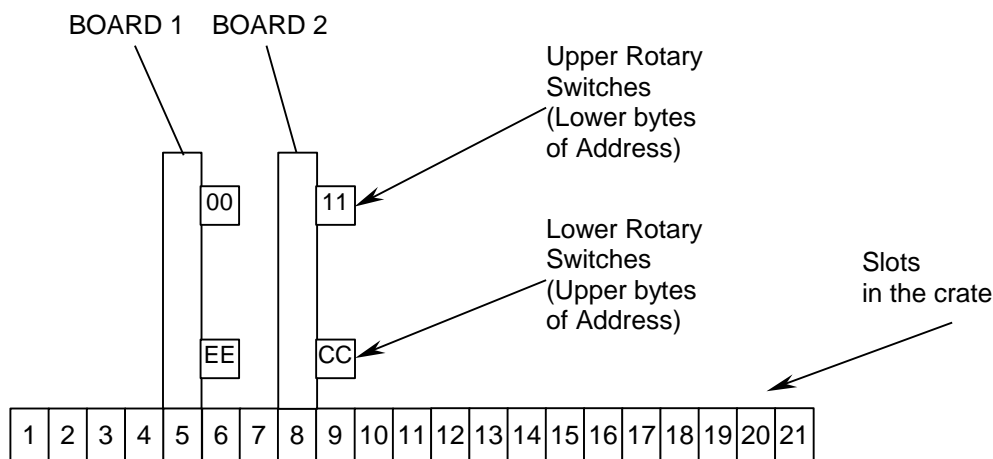 BOARD 1 BOARD 2
Upper Rotary
Switches
(Lower bytes
of Address)
00 11
Lower Rotary
Switches
(Upper bytes
of Address)
Slots
in the crate
EE CC
1 2 3 4 5 6 7 8 9 10 11 12 13 14 15 16 17 18 19 20 21